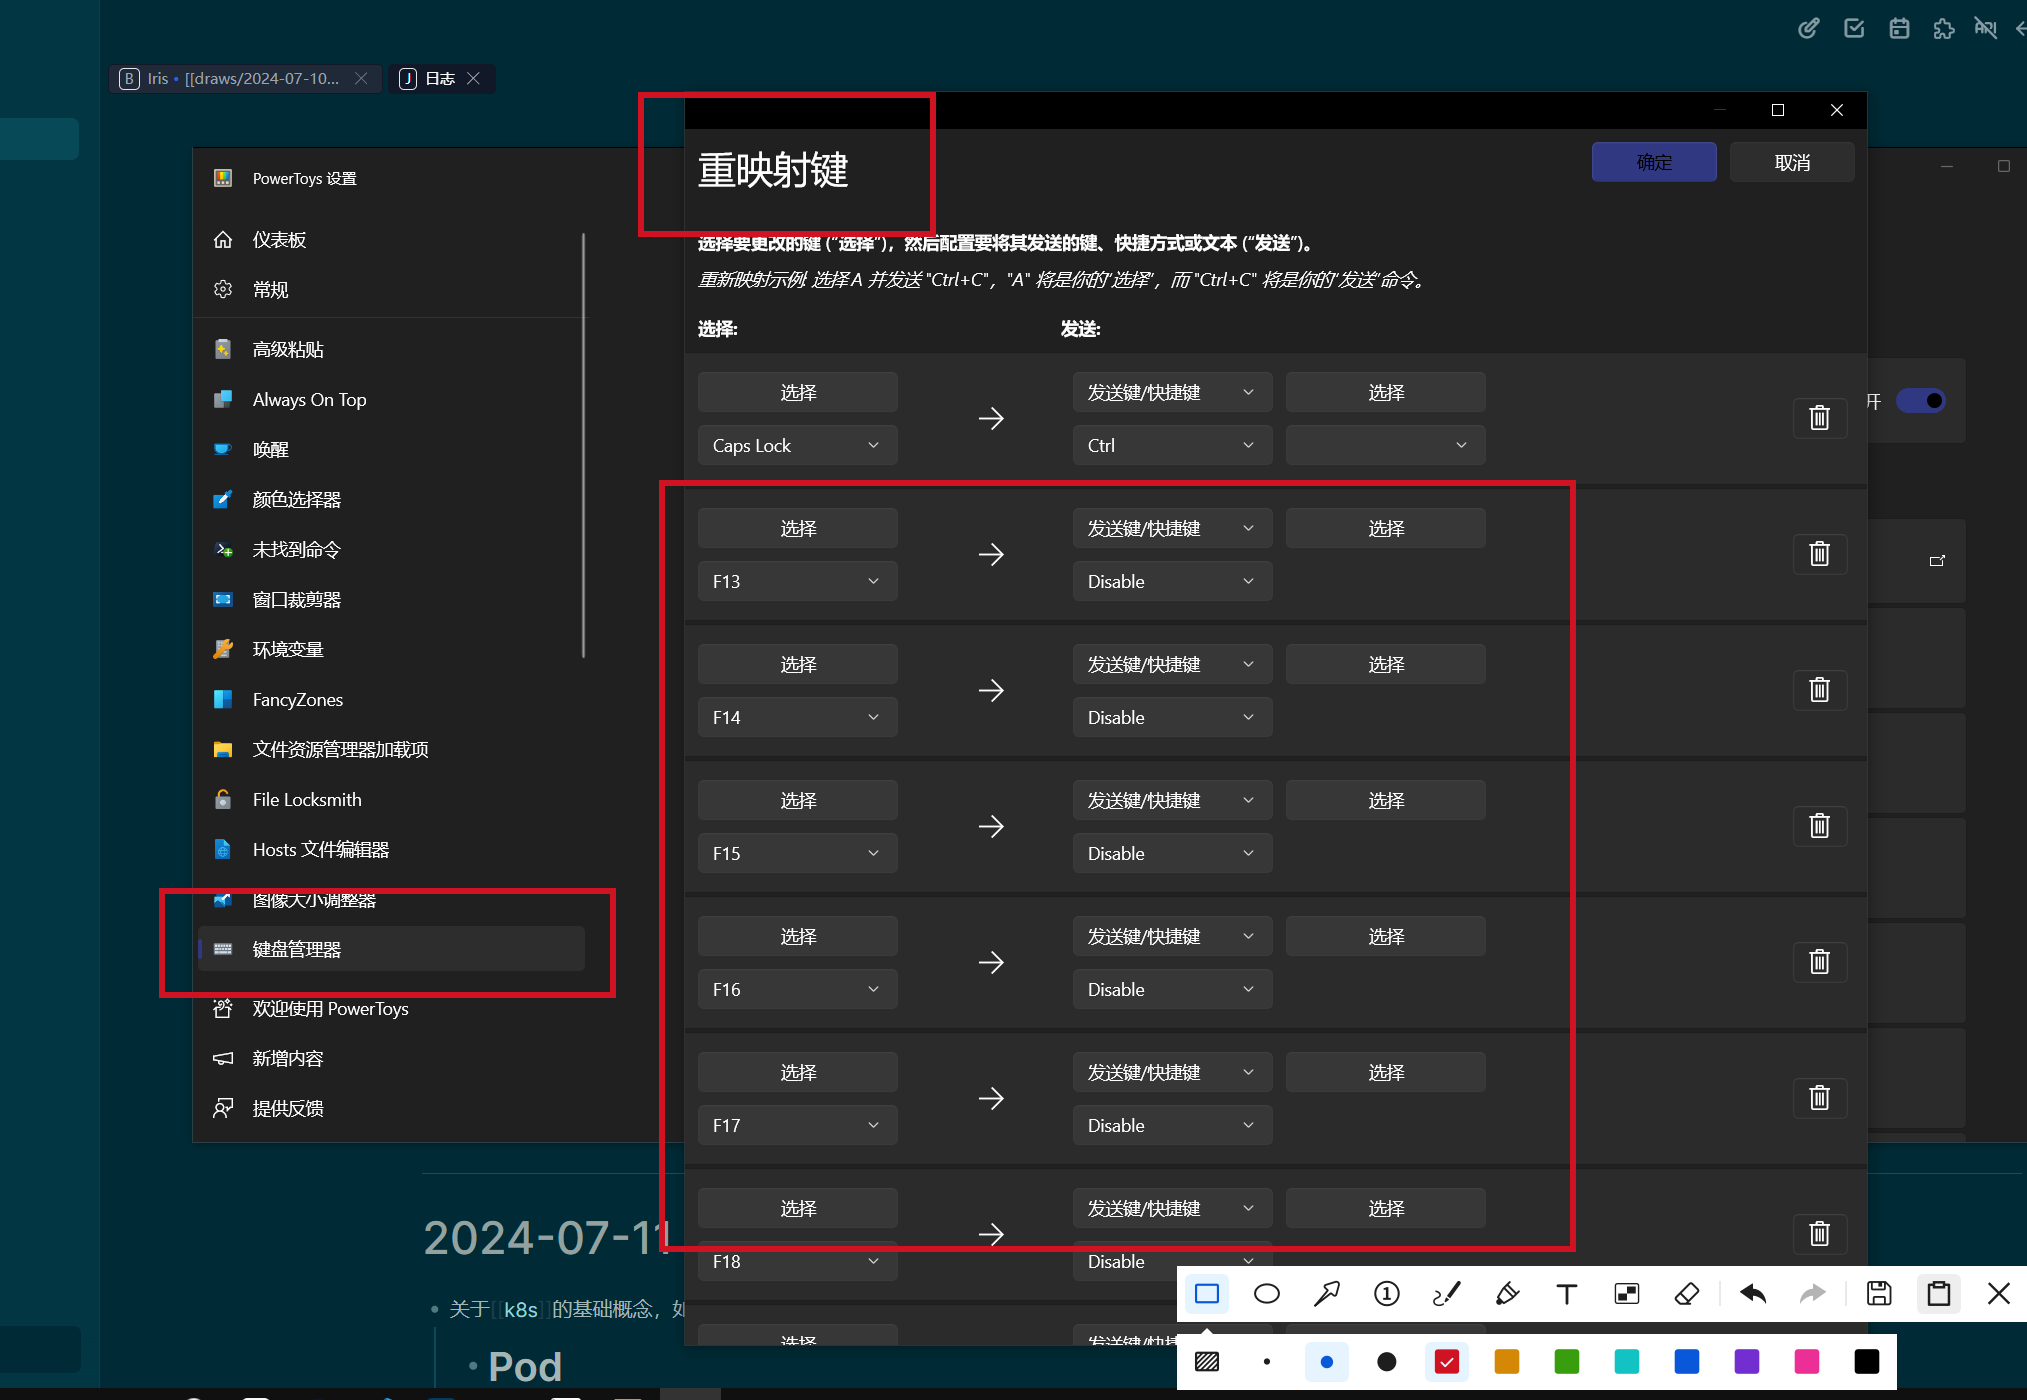 B Iris • [[draws/2024-07-10...
J 日志
PowerToys 设置
仪表板
常规
高级粘贴
Always On Top
唤醒
颜色选择器
未找到命令
窗口裁剪器
环境变量
FancyZones
文件资源管理器加载项
File Locksmith
Hosts 文件编辑器
图像大小调整器
键盘管理器
欢迎使用 PowerToys
新增内容
提供反馈
重映射键
确定
取消
选择要更改的键 (“选择”)，然后配置要将其发送的键、快捷方式或文本 (“发送”)。
重新映射示例: 选择 A 并发送 "Ctrl+C"，"A" 将是你的“选择”，而 "Ctrl+C" 将是你的“发送”命令。
选择:
发送:
选择 发送键/快捷键 选择
Caps Lock Ctrl
选择 发送键/快捷键 选择
F13 Disable
选择 发送键/快捷键 选择
F14 Disable
选择 发送键/快捷键 选择
F15 Disable
选择 发送键/快捷键 选择
F16 Disable
选择 发送键/快捷键 选择
F17 Disable
选择 发送键/快捷键 选择
F18 Disable
选择 发送键/快捷键
开
2024-07-11
关于[[k8s]]的基础概念，如
Pod
T